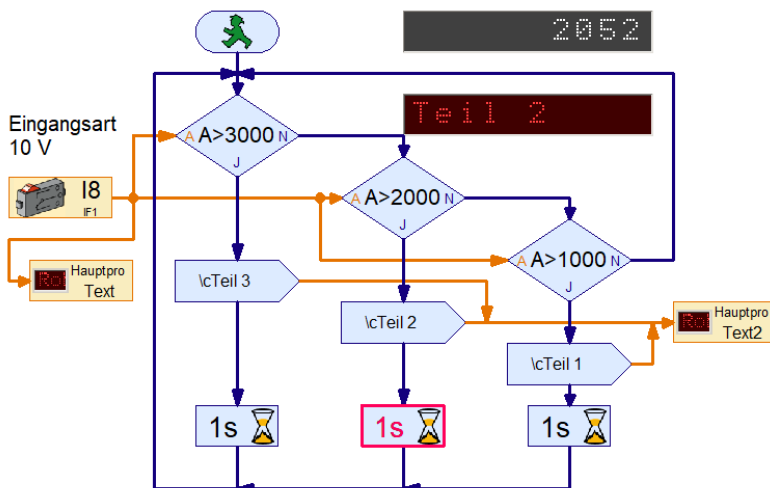 2052
Teil 2
Eingangsart
10 V
A A>3000 N
J
I8
IF1
A A>2000 N
J
A A>1000 N
J
Hauptpro
Text
\cTeil 3
\cTeil 2
\cTeil 1
Hauptpro
Text2
1s
1s
1s